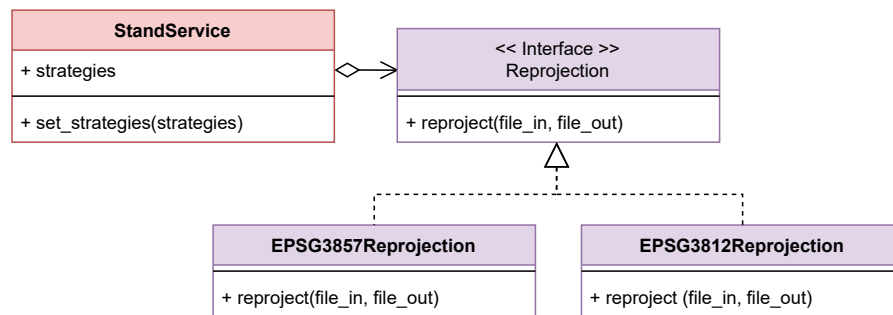 StandService
+ strategies
+ set_strategies(strategies)
<< Interface >>
Reprojection
+ reproject(file_in, file_out)
EPSG3857Reprojection
+ reproject(file_in, file_out)
EPSG3812Reprojection
+ reproject (file_in, file_out)